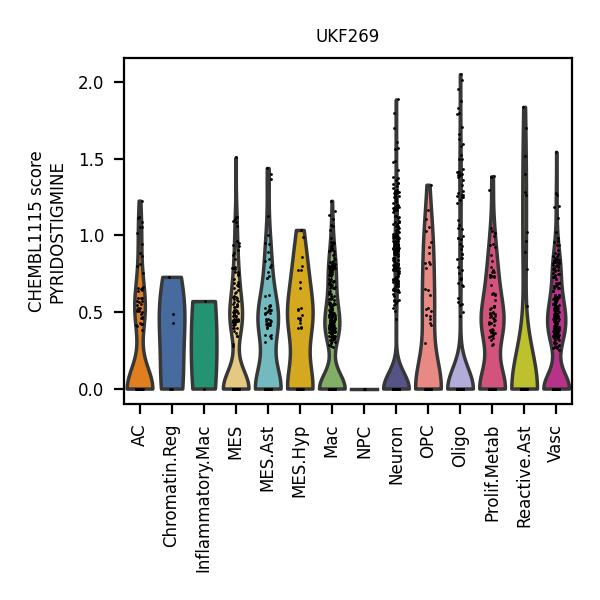 UKF269
CHEMBL1115 score
PYRIDOSTIGMINE
2.0
1.5
1.0
0.5
0.0
AC
Chromatin.Reg
Inflammatory.Mac
MES
MES.Ast
MES.Hyp
Mac
NPC
Neuron
OPC
Oligo
Prolif.Metab
Reactive.Ast
Vasc